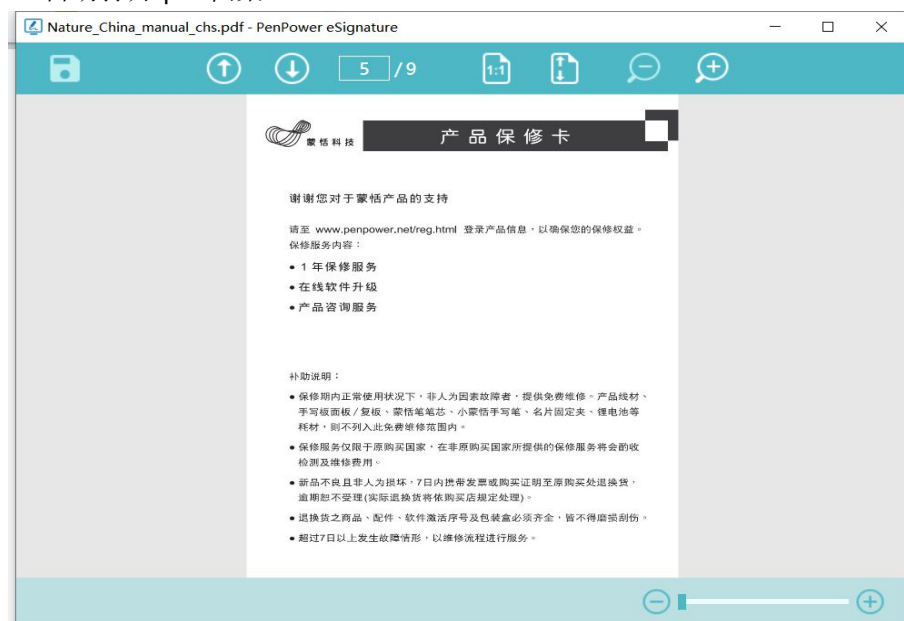 Nature_China_manual_chs.pdf - PenPower eSignature
5 / 9
1:1
蒙恬科技
产品保修卡
谢谢您对于蒙恬产品的支持
请至 www.penpower.net/reg.html 登录产品信息，以确保您的保修权益。
保修服务内容：
• 1 年保修服务
• 在线软件升级
• 产品咨询服务
补助说明：
• 保修期内正常使用状况下，非人为因素故障者，提供免费维修。产品线材、
手写板面板/复板、蒙恬笔笔芯、小蒙恬手写笔、名片固定夹、锂电池等
耗材，则不列入此免费维修范围内。
• 保修服务仅限于原购买国家，在非原购买国家所提供的保修服务将会酌收
检测及维修费用。
• 新品不良且非人为损坏，7日内携带发票或购买证明至原购买处退换货，
逾期恕不受理(实际退换货将依购买店规定处理)。
• 退换货之商品、配件、软件激活序号及包装盒必须齐全，皆不得磨损刮伤。
• 超过7日以上发生故障情形，以维修流程进行服务。